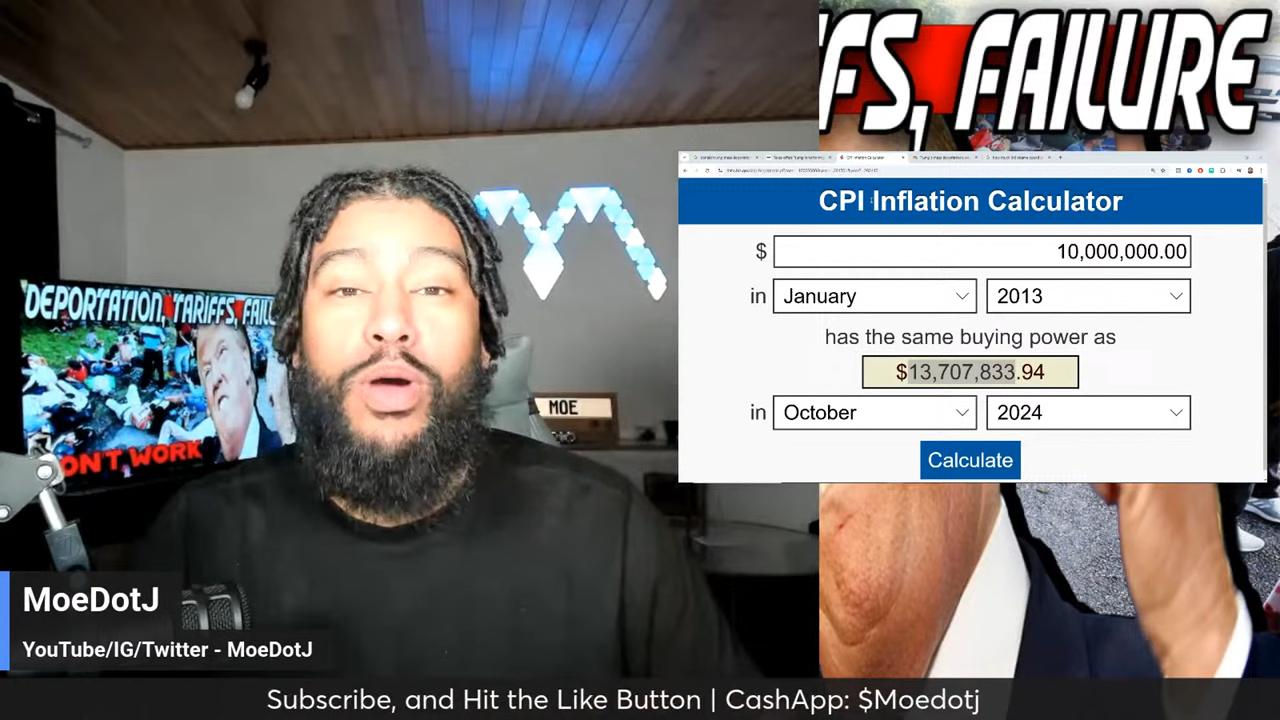 FS, FAILURE
DEPORTATION, TARIFFS, FAIL
ON'T WORK
MOE
CPI Inflation Calculator
$ 10,000,000.00
in January 2013
has the same buying power as
$13,707,833.94
in October 2024
Calculate
MoeDotJ
YouTube/IG/Twitter - MoeDotJ
Subscribe, and Hit the Like Button | CashApp: $Moedotj